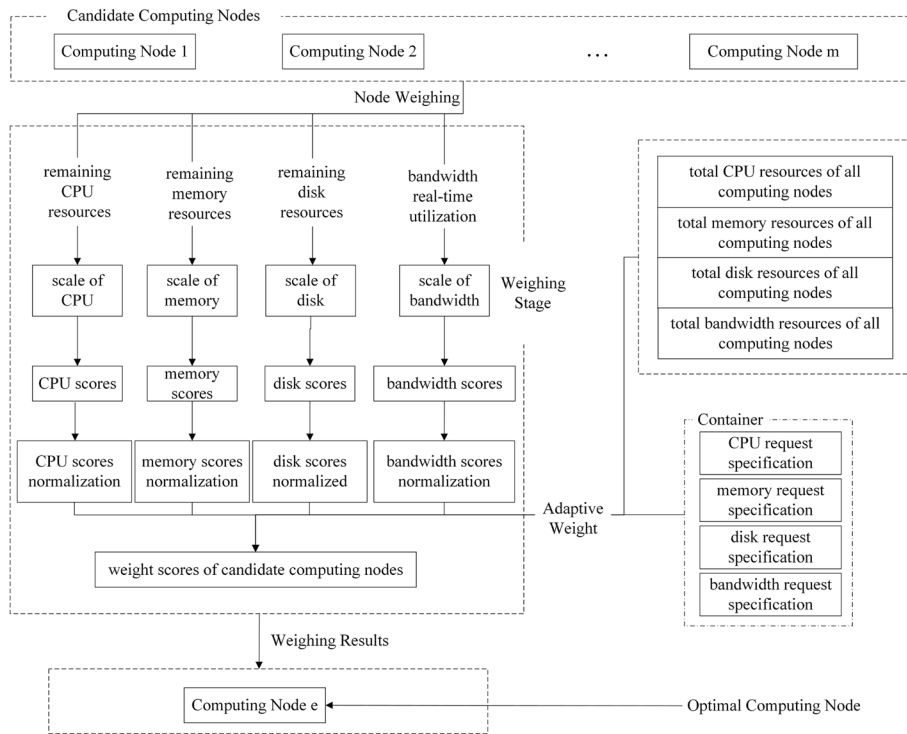 Candidate Computing Nodes
Computing Node 1
Computing Node 2
...
Computing Node m
Node Weighing
remaining
CPU
resources
remaining
memory
resources
remaining
disk
resources
bandwidth
real-time
utilization
scale of
CPU
scale of
memory
scale of
disk
scale of
bandwidth
Weighing
Stage
CPU scores
memory
scores
disk scores
bandwidth scores
CPU scores
normalization
memory scores
normalization
disk scores
normalized
bandwidth scores
normalization
weight scores of candidate computing nodes
Adaptive
Weight
total CPU resources of all
computing nodes
total memory resources of all
computing nodes
total disk resources of all
computing nodes
total bandwidth resources of all
computing nodes
Container
CPU request
specification
memory request
specification
disk request
specification
bandwidth request
specification
Weighing Results
Computing Node e
Optimal Computing Node